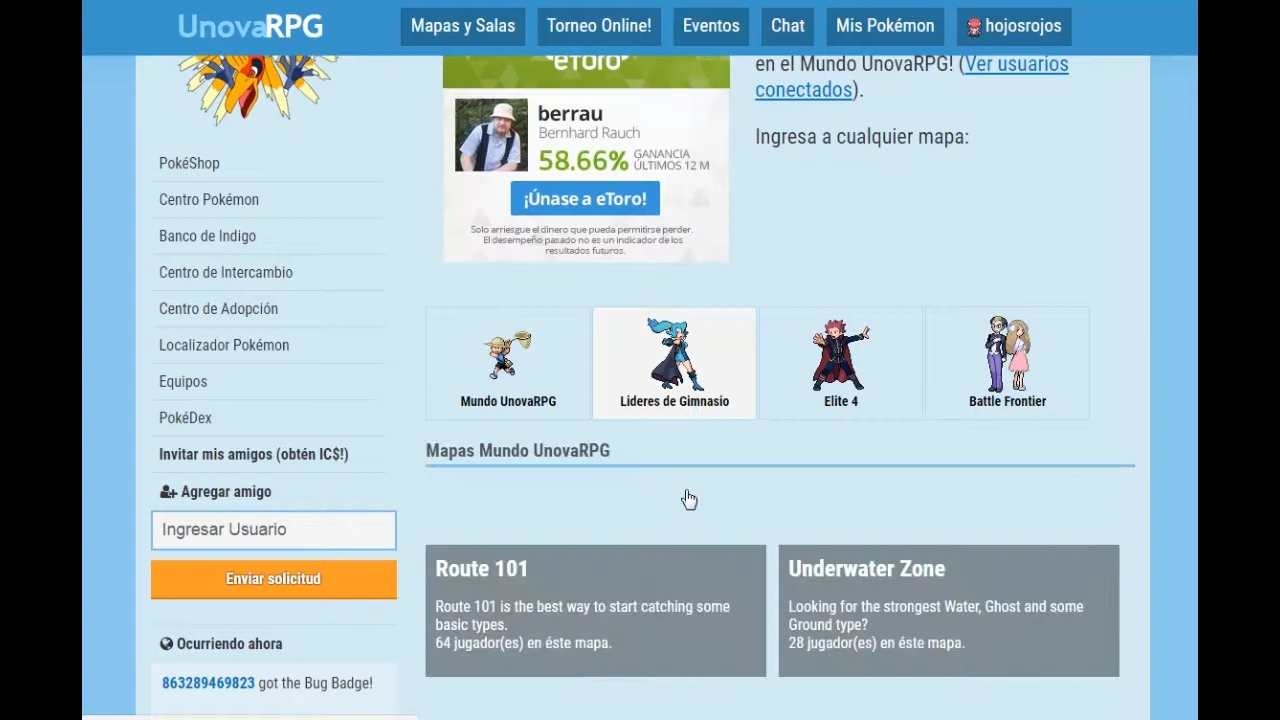 UnovaRPG
Mapas y Salas
Torneo Online!
Eventos
Chat
Mis Pokémon
hojosrojos
PokéShop
Centro Pokémon
Banco de Indigo
Centro de Intercambio
Centro de Adopción
Localizador Pokémon
Equipos
PokéDex
Invitar mis amigos (obtén IC$!)
Agregar amigo
Ingresar Usuario
Enviar solicitud
Ocurriendo ahora
863289469823 got the Bug Badge!
eToro
berrau
Bernhard Rauch
58.66% GANANCIA
ÚLTIMOS 12 M
¡Únase a eToro!
Solo arriesgue el dinero que pueda permitirse perder.
El desempeño pasado no es un indicador de los
resultados futuros.
en el Mundo UnovaRPG! (Ver usuarios
conectados).
Ingresa a cualquier mapa:
Mundo UnovaRPG
Lideres de Gimnasio
Elite 4
Battle Frontier
Mapas Mundo UnovaRPG
Route 101
Route 101 is the best way to start catching some
basic types.
64 jugador(es) en éste mapa.
Underwater Zone
Looking for the strongest Water, Ghost and some
Ground type?
28 jugador(es) en éste mapa.